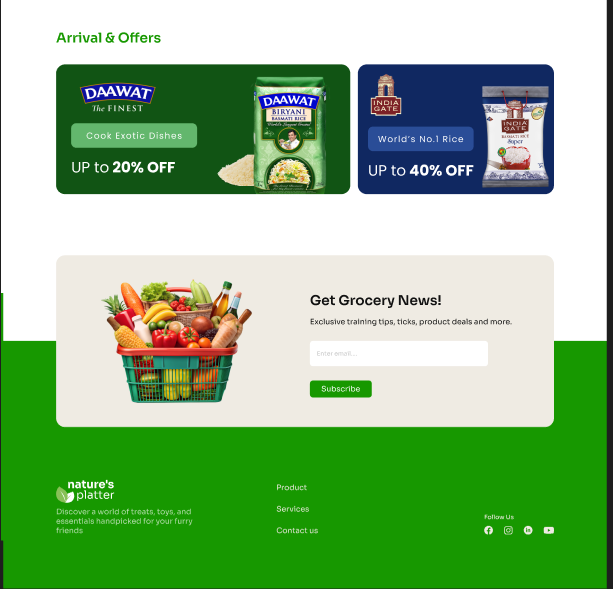 Arrival & Offers
DAAWAT
The FINEST
Cook Exotic Dishes
UP to 20% OFF
DAAWAT
BIRYANI
BASMATI RICE
World's Longest Grain
INDIA
GATE
World's No.1 Rice
UP to 40% OFF
INDIA
GATE
BASMATI RICE
Super
Get Grocery News!
Exclusive training tips, ticks, product deals and more.
Enter email...
Subscribe
nature's
platter
Discover a world of treats, toys, and
essentials handpicked for your furry
friends
Product
Services
Contact us
Follow Us